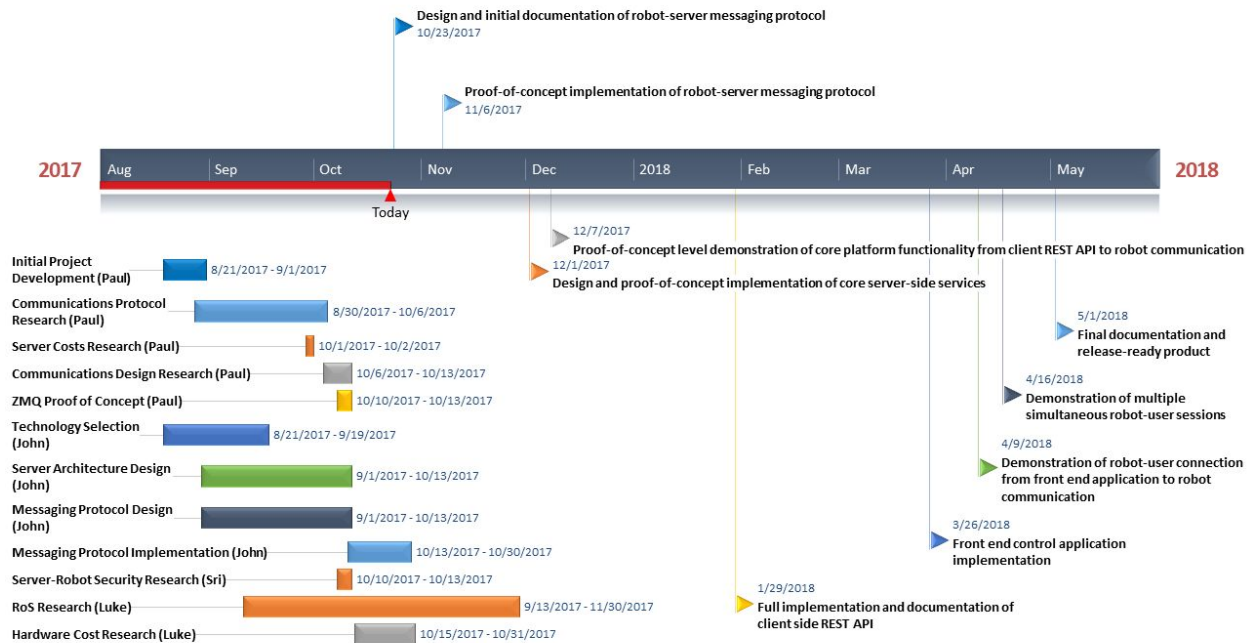 Design and initial documentation of robot-server messaging protocol
10/23/2017
Proof-of-concept implementation of robot-server messaging protocol
11/6/2017
2017
Aug
Sep
Oct
Nov
Dec
2018
Feb
Mar
Apr
May
2018
Today
12/7/2017
Proof-of-concept level demonstration of core platform functionality from client REST API to robot communication
12/1/2017
Design and proof-of-concept implementation of core server-side services
5/1/2018
Final documentation and
release-ready product
4/16/2018
Demonstration of multiple
simultaneous robot-user sessions
4/9/2018
Demonstration of robot-user connection
from front end application to robot
communication
3/26/2018
Front end control application
implementation
1/29/2018
Full implementation and documentation of
client side REST API
Initial Project
Development (Paul)
8/21/2017 - 9/1/2017
Communications Protocol
Research (Paul)
8/30/2017 - 10/6/2017
Server Costs Research (Paul)
10/1/2017 - 10/2/2017
Communications Design Research (Paul)
10/6/2017 - 10/13/2017
ZMQ Proof of Concept (Paul)
10/10/2017 - 10/13/2017
Technology Selection
(John)
8/21/2017 - 9/19/2017
Server Architecture Design
(John)
9/1/2017 - 10/13/2017
Messaging Protocol Design
(John)
9/1/2017 - 10/13/2017
Messaging Protocol Implementation (John)
10/13/2017 - 10/30/2017
Server-Robot Security Research (Sri)
10/10/2017 - 10/13/2017
RoS Research (Luke)
9/13/2017 - 11/30/2017
Hardware Cost Research (Luke)
10/15/2017 - 10/31/2017